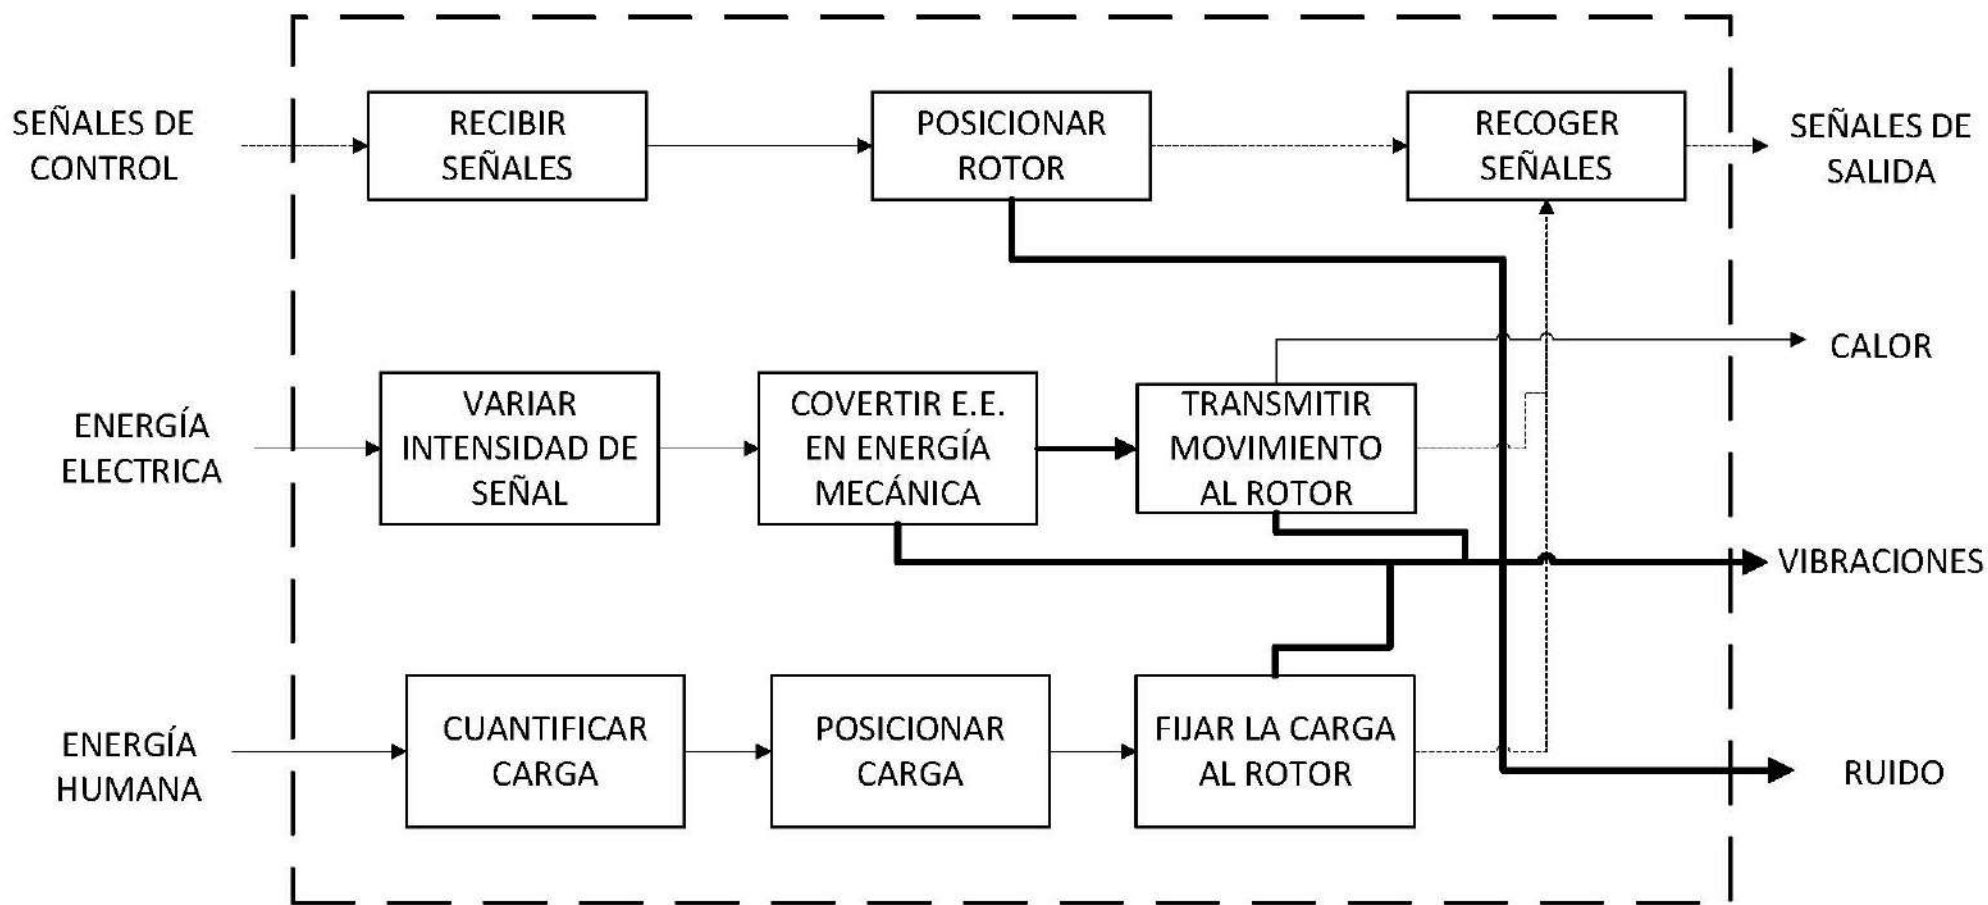 SEÑALES DE
CONTROL
RECIBIR
SEÑALES
POSICIONAR
ROTOR
RECOGER
SEÑALES
SEÑALES DE
SALIDA
CALOR
ENERGÍA
ELECTRICA
VARIAR
INTENSIDAD DE
SEÑAL
COVERTIR E.E.
EN ENERGÍA
MECÁNICA
TRANSMITIR
MOVIMIENTO
AL ROTOR
VIBRACIONES
ENERGÍA
HUMANA
CUANTIFICAR
CARGA
POSICIONAR
CARGA
FIJAR LA CARGA
AL ROTOR
RUIDO